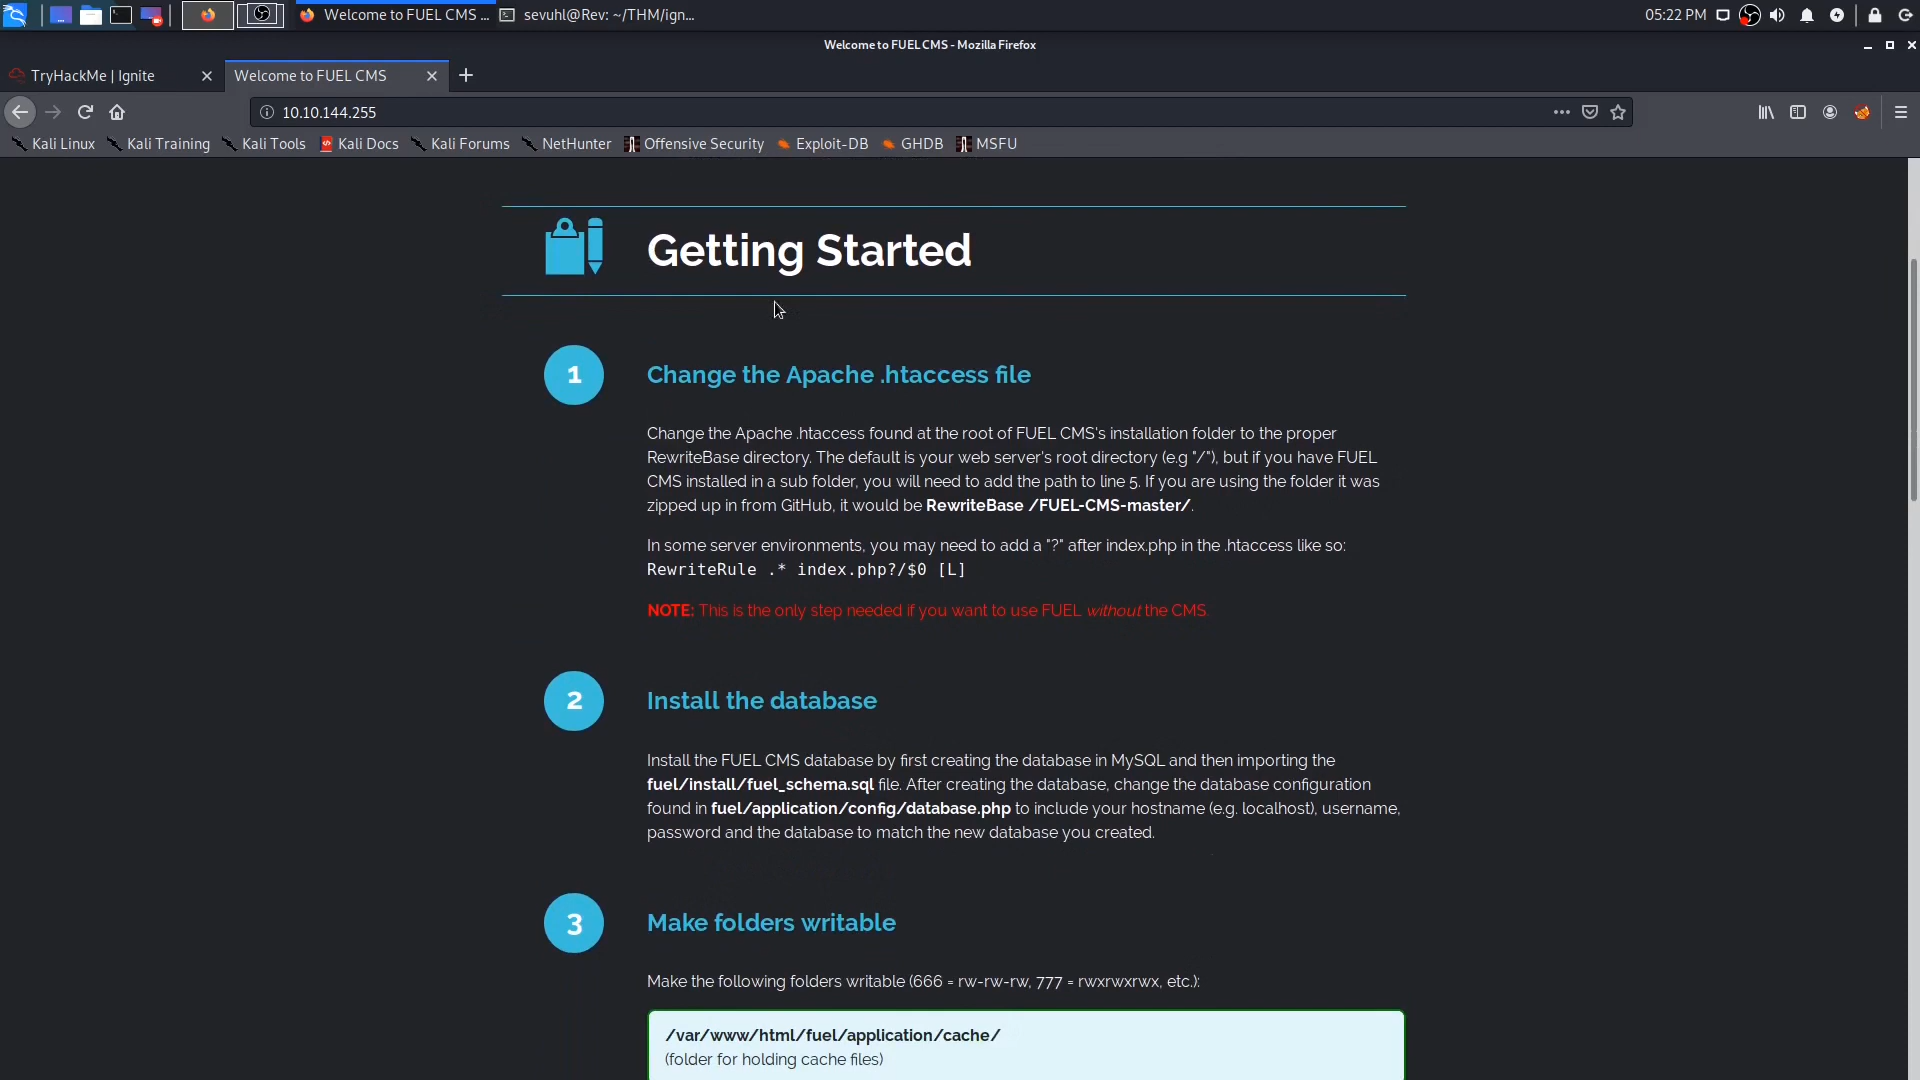 Welcome to FUEL CMS ...
sevuhl@Rev: ~/THM/ign...
05:22 PM
Welcome to FUEL CMS - Mozilla Firefox
TryHackMe | Ignite
Welcome to FUEL CMS
10.10.144.255
Kali Linux
Kali Training
Kali Tools
Kali Docs
Kali Forums
NetHunter
Offensive Security
Exploit-DB
GHDB
MSFU
Getting Started
1
Change the Apache .htaccess file
Change the Apache .htaccess found at the root of FUEL CMS's installation folder to the proper
RewriteBase directory. The default is your web server's root directory (e.g "/"), but if you have FUEL
CMS installed in a sub folder, you will need to add the path to line 5. If you are using the folder it was
zipped up in from GitHub, it would be RewriteBase /FUEL-CMS-master/.
In some server environments, you may need to add a "?" after index.php in the .htaccess like so:
RewriteRule .* index.php?/$0 [L]
NOTE: This is the only step needed if you want to use FUEL without the CMS.
2
Install the database
Install the FUEL CMS database by first creating the database in MySQL and then importing the
fuel/install/fuel_schema.sql file. After creating the database, change the database configuration
found in fuel/application/config/database.php to include your hostname (e.g. localhost), username,
password and the database to match the new database you created.
3
Make folders writable
Make the following folders writable (666 = rw-rw-rw, 777 = rwxrwxrwx, etc.):
/var/www/html/fuel/application/cache/
(folder for holding cache files)